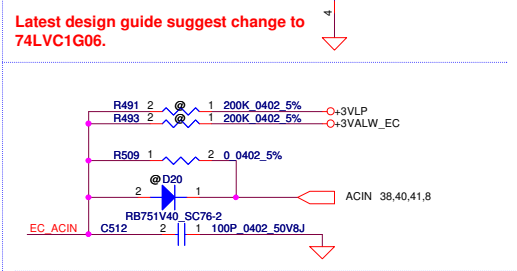 Latest design guide suggest change to
74LVC1G06.
4
R491 2 @ 1 200K_0402_5% +3VLP
R493 2 @ 1 200K_0402_5% +3VALW_EC
R509 1 2 0_0402_5%
@ D20
2 1 ACIN 38,40,41,8
RB751V40_SC76-2
EC_ACIN C512 2 1 100P_0402_50V8J